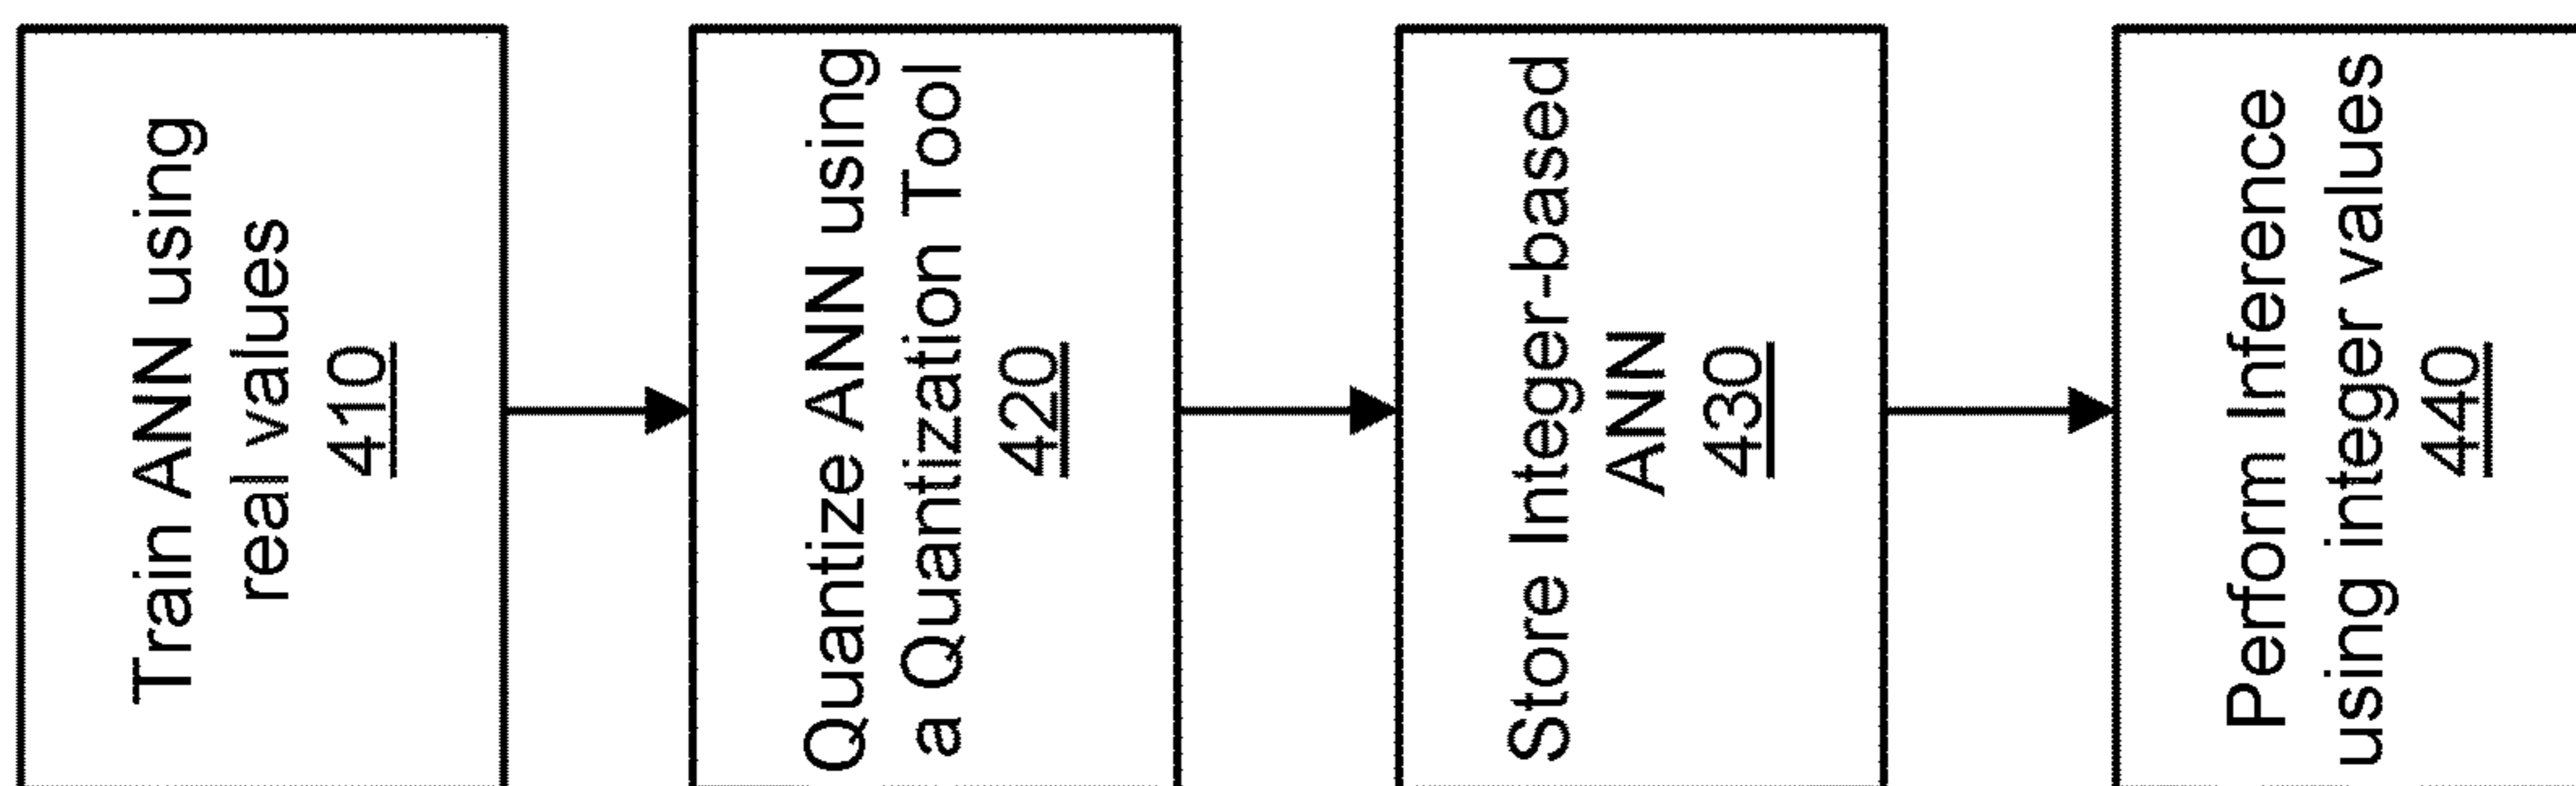 Train ANN using
real values
410
Quantize ANN using
a Quantization Tool
420
Store Integer-based
ANN
430
Perform Inference
using integer values
440